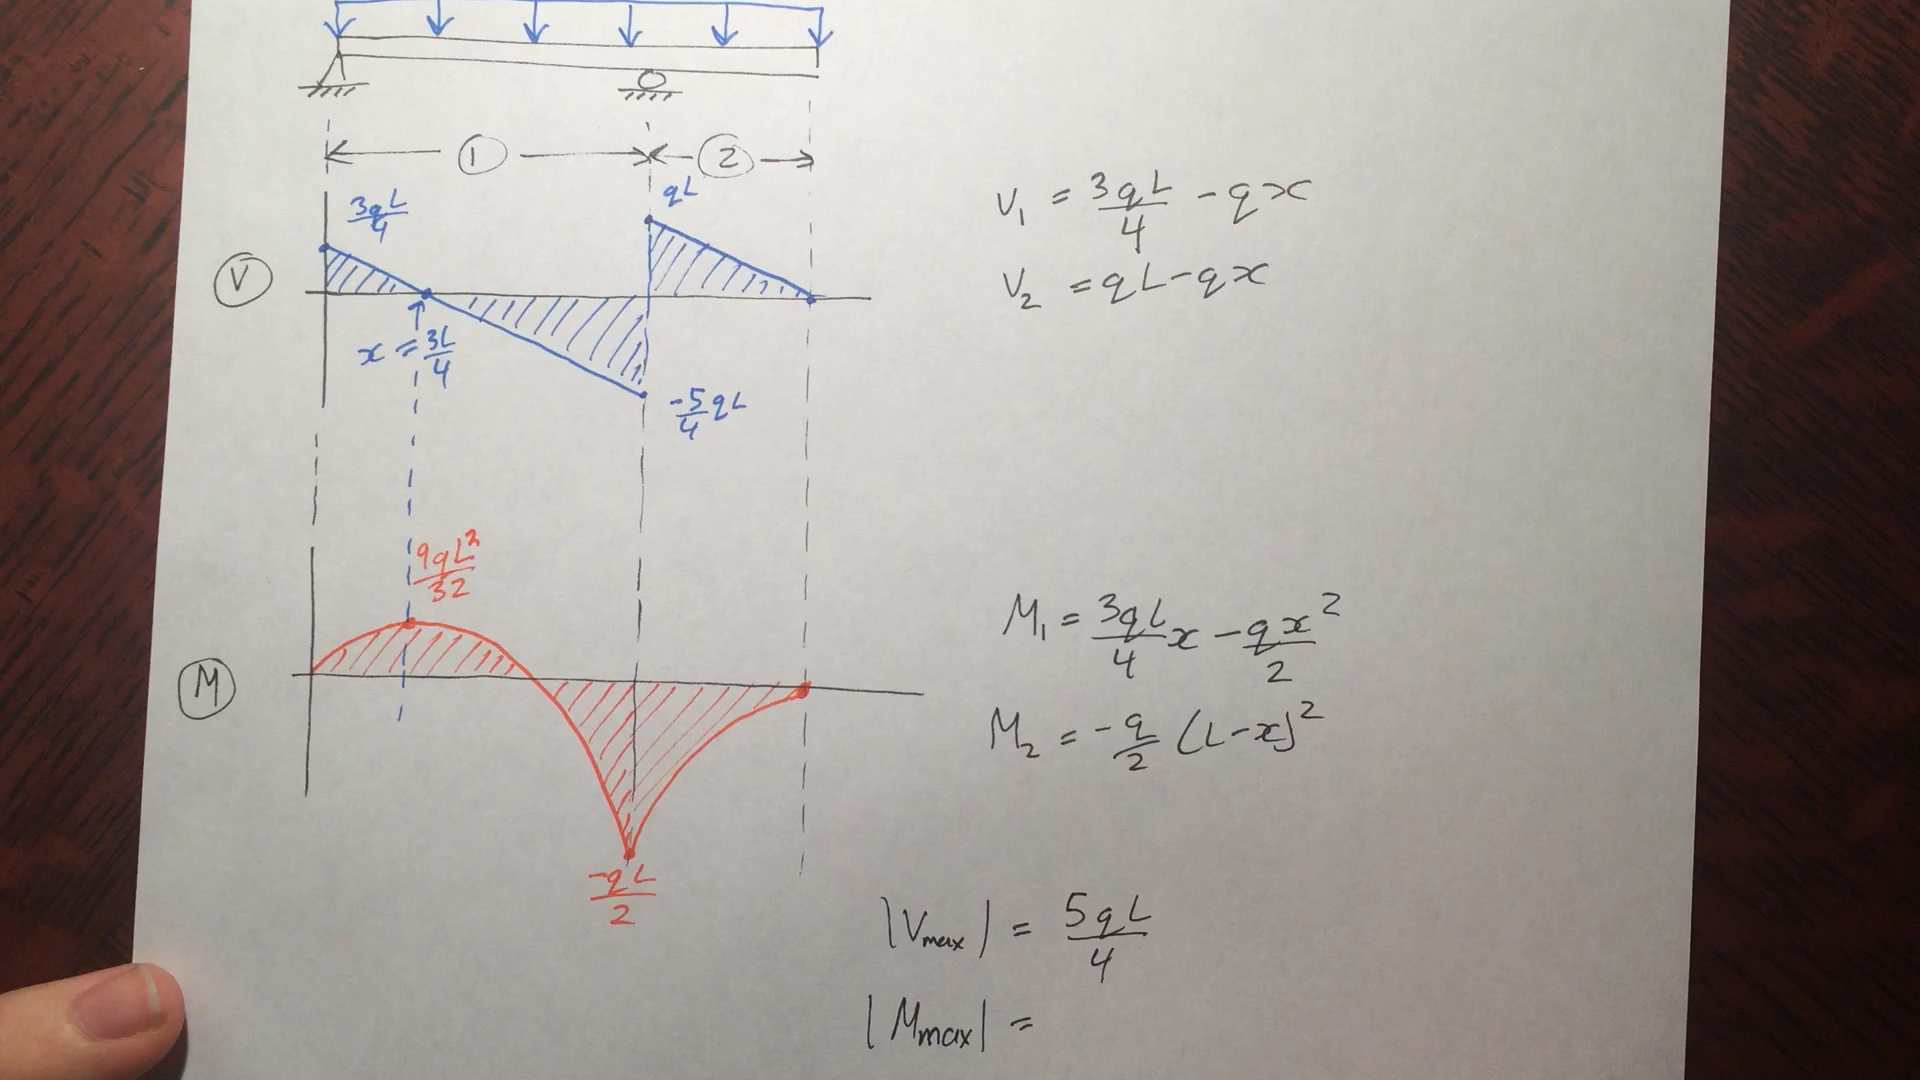 ① ②
3qL/4
qL
V
x = 3L/4
-5/4 qL
V₁ = 3qL/4 - qx
V₂ = qL - qx
9qL²/32
M
-qL/2
M₁ = 3qL/4 x - qx²/2
M₂ = -q/2 (L-x)²
|Vmax| = 5qL/4
|Mmax| =